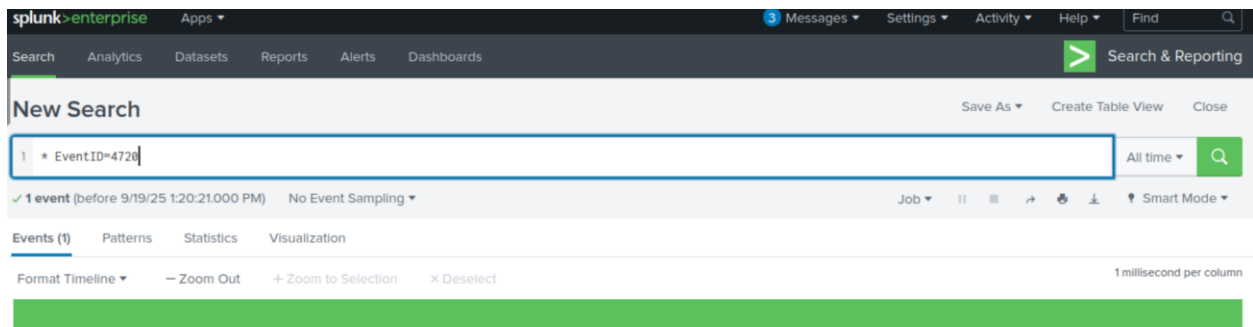 splunk>enterprise Apps ▾ 3 Messages ▾ Settings ▾ Activity ▾ Help ▾ Find
Search Analytics Datasets Reports Alerts Dashboards > Search & Reporting
New Search Save As ▾ Create Table View Close
1 * EventID=4720 All time ▾
✓ 1 event (before 9/19/25 1:20:21.000 PM) No Event Sampling ▾ Job ▾ Smart Mode ▾
Events (1) Patterns Statistics Visualization
Format Timeline ▾ — Zoom Out + Zoom to Selection × Deselect 1 millisecond per column